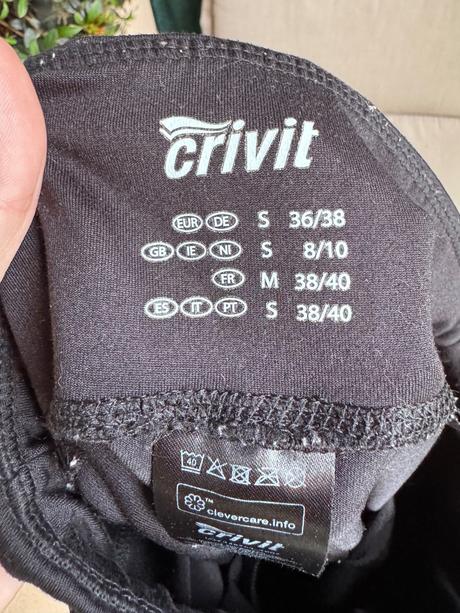 crivit
EUR DE S 36/38
GB IE NI S 8/10
FR M 38/40
ES IT PT S 38/40
40
™
clevercare.info
crivit